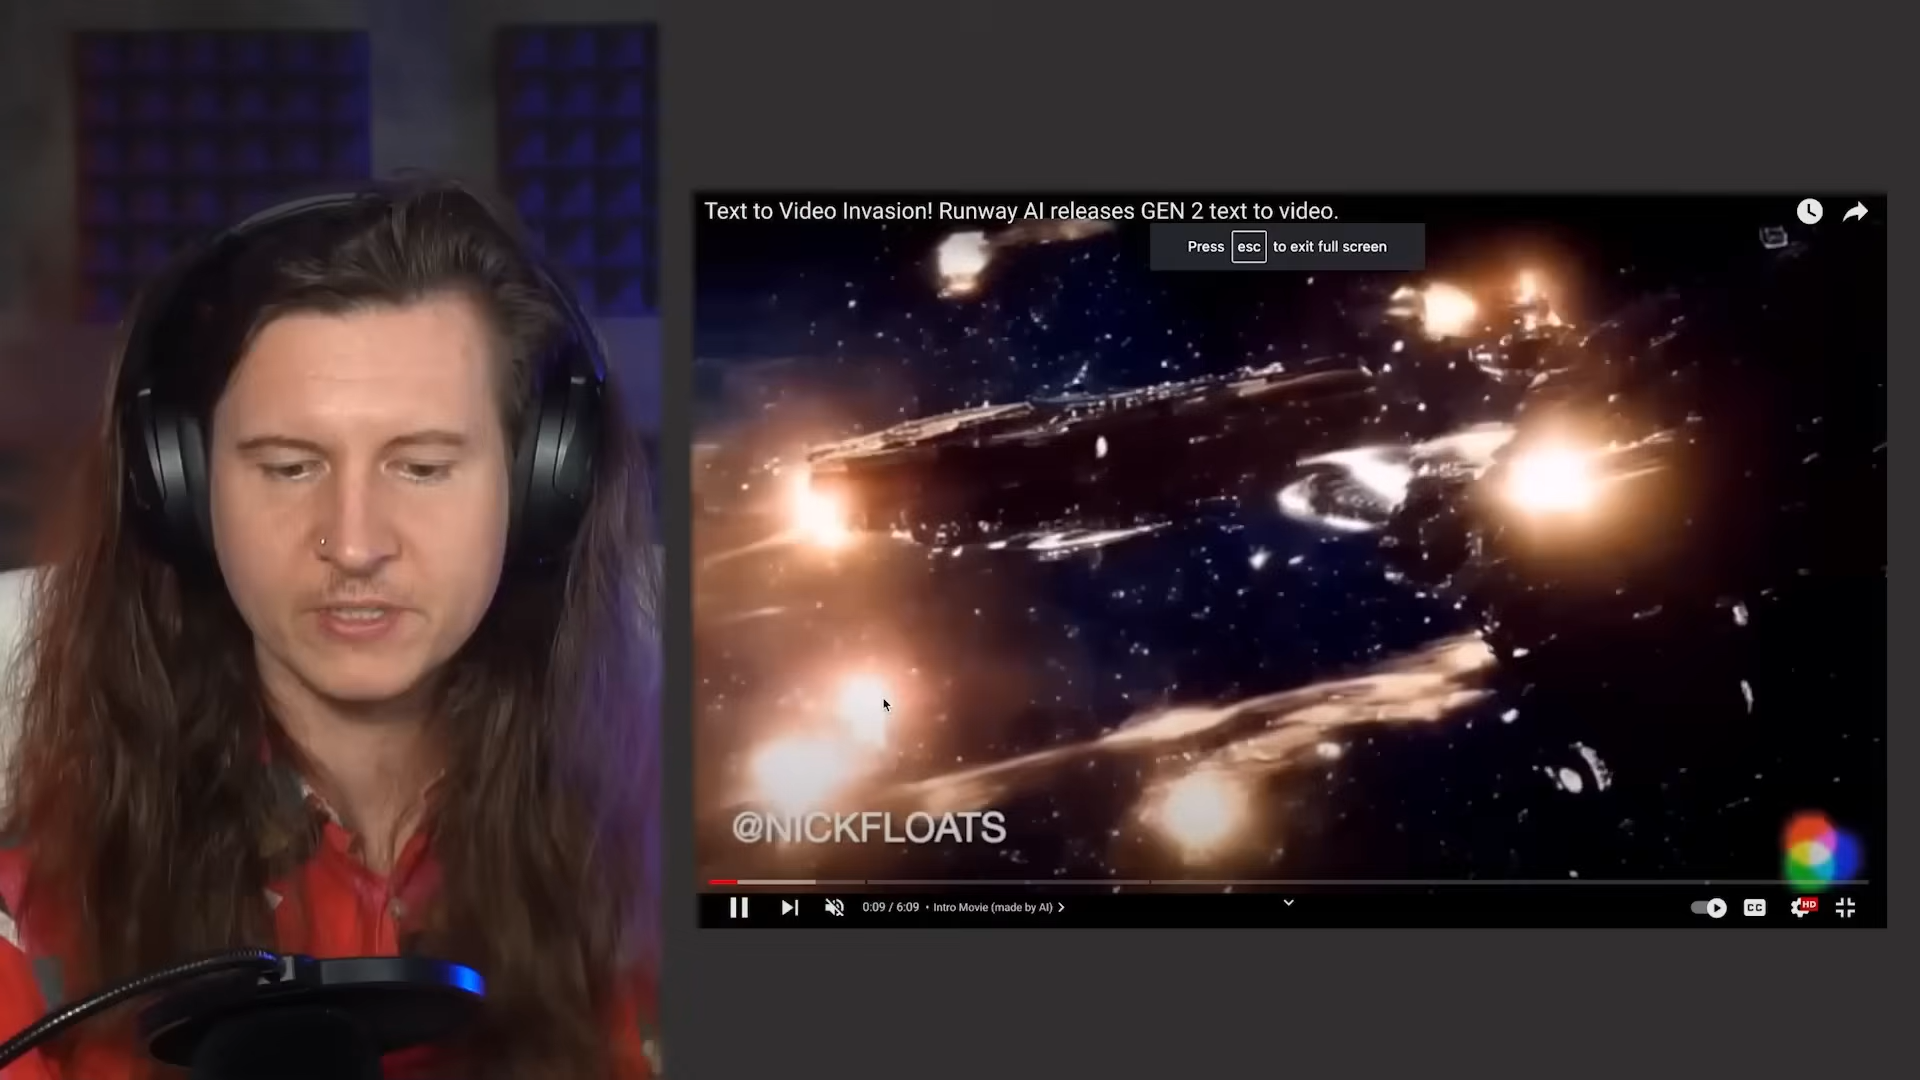 Text to Video Invasion! Runway AI releases GEN 2 text to video.
Press esc to exit full screen
@NICKFLOATS
0:09 / 6:09 • Intro Movie (made by AI)
CC
HD